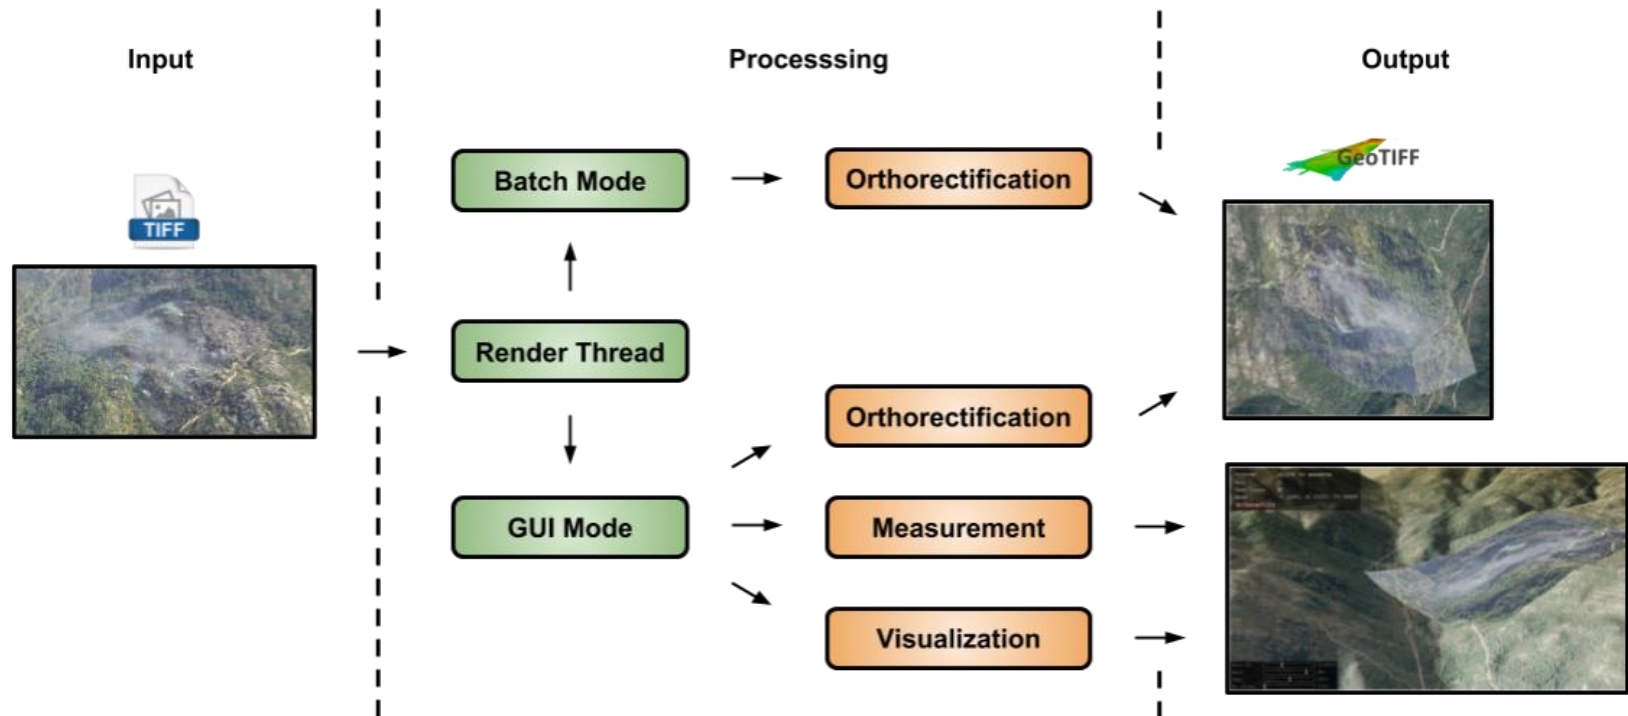 Input
Processsing
Output
TIFF
GeoTIFF
Batch Mode
Orthorectification
Render Thread
Orthorectification
GUI Mode
Measurement
Visualization